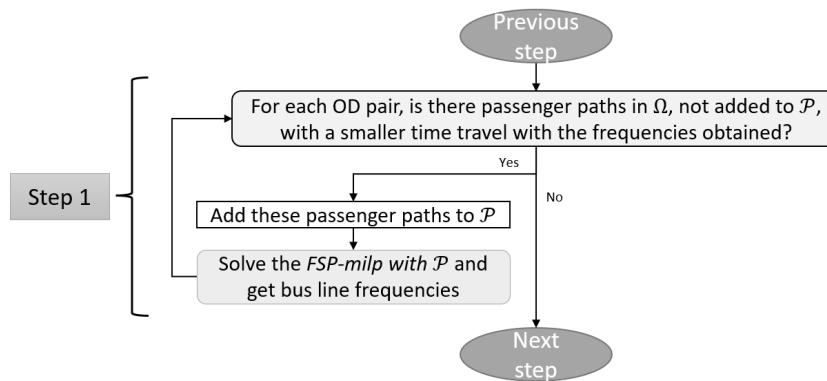 Previous
step
For each OD pair, is there passenger paths in Ω, not added to 𝒫,
with a smaller time travel with the frequencies obtained?
Yes
No
Step 1
Add these passenger paths to 𝒫
Solve the FSP-milp with 𝒫 and
get bus line frequencies
Next
step